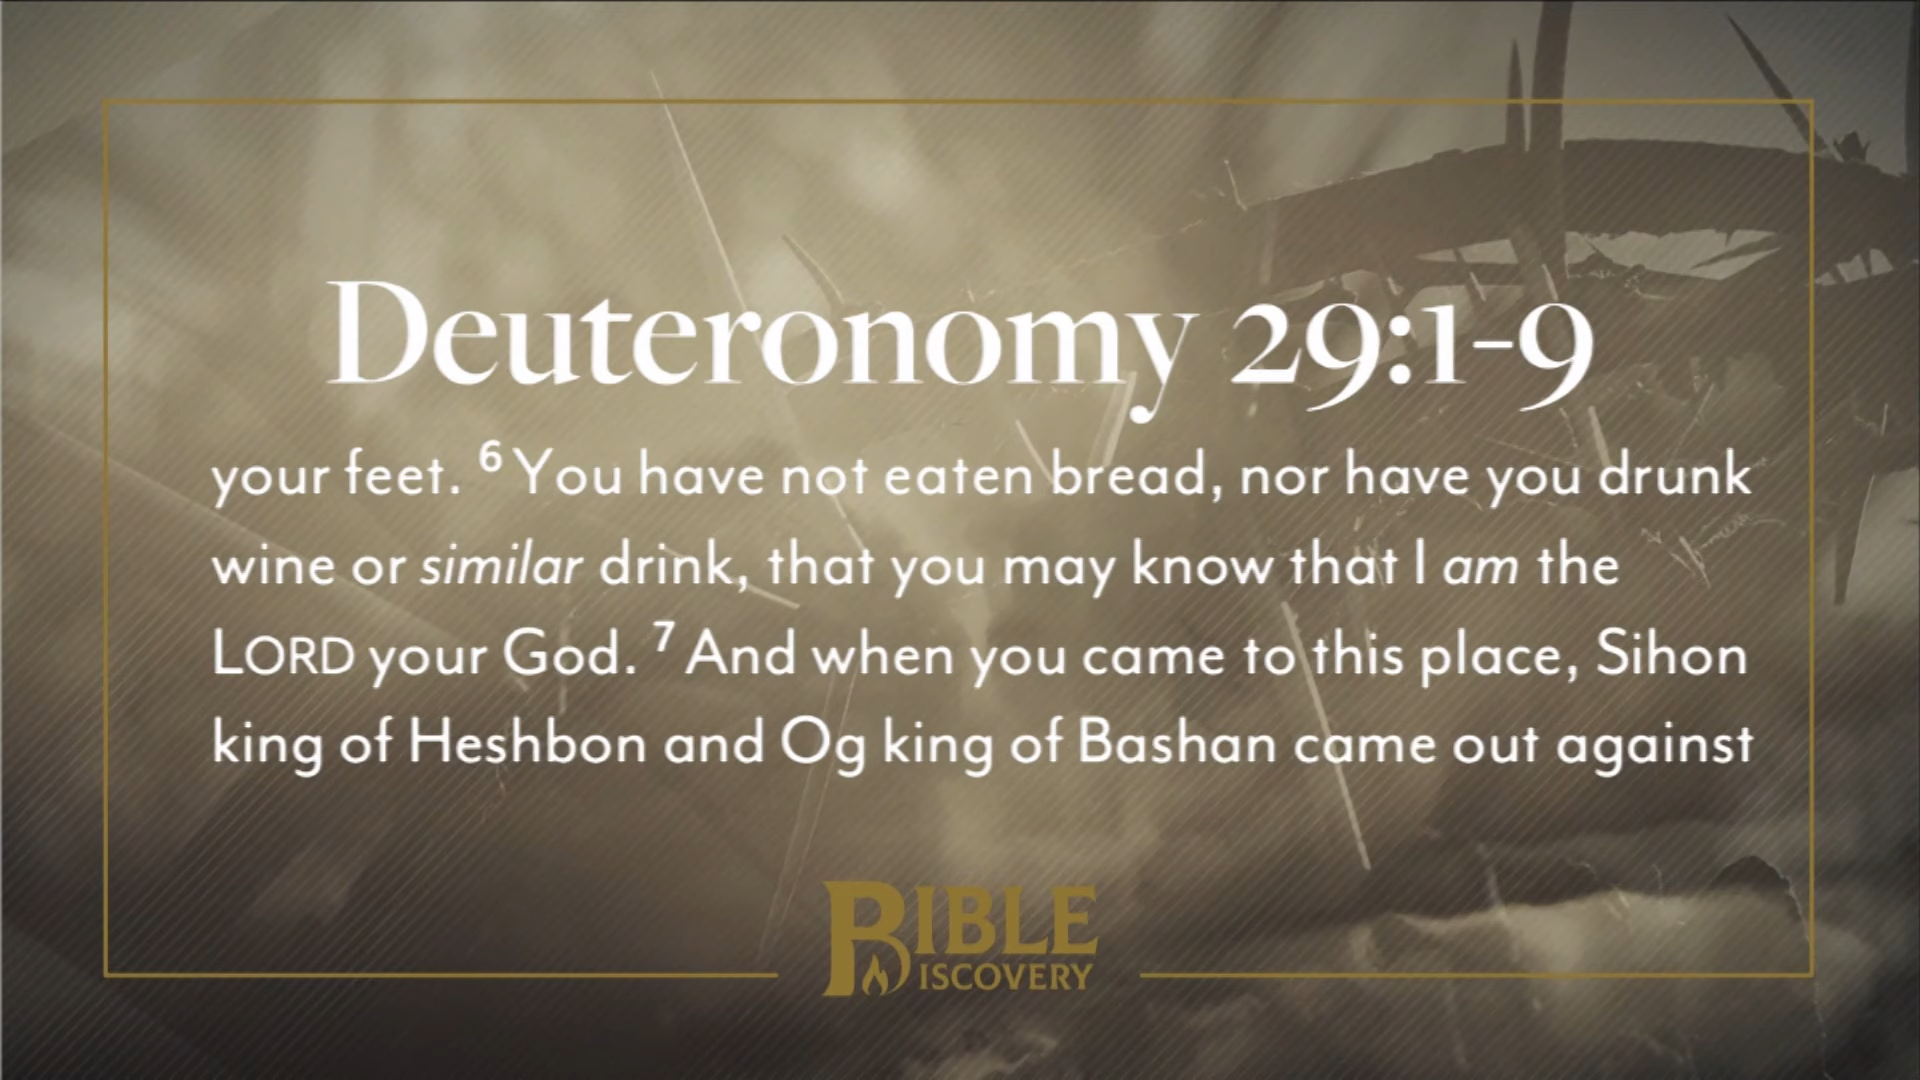 Deuteronomy 29:1-9
your feet. 6 You have not eaten bread, nor have you drunk
wine or similar drink, that you may know that I am the
LORD your God. 7 And when you came to this place, Sihon
king of Heshbon and Og king of Bashan came out against
BIBLE
DISCOVERY